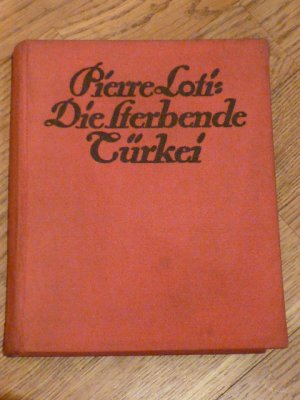 Pierre Loti:
Die sterbende
Türkei